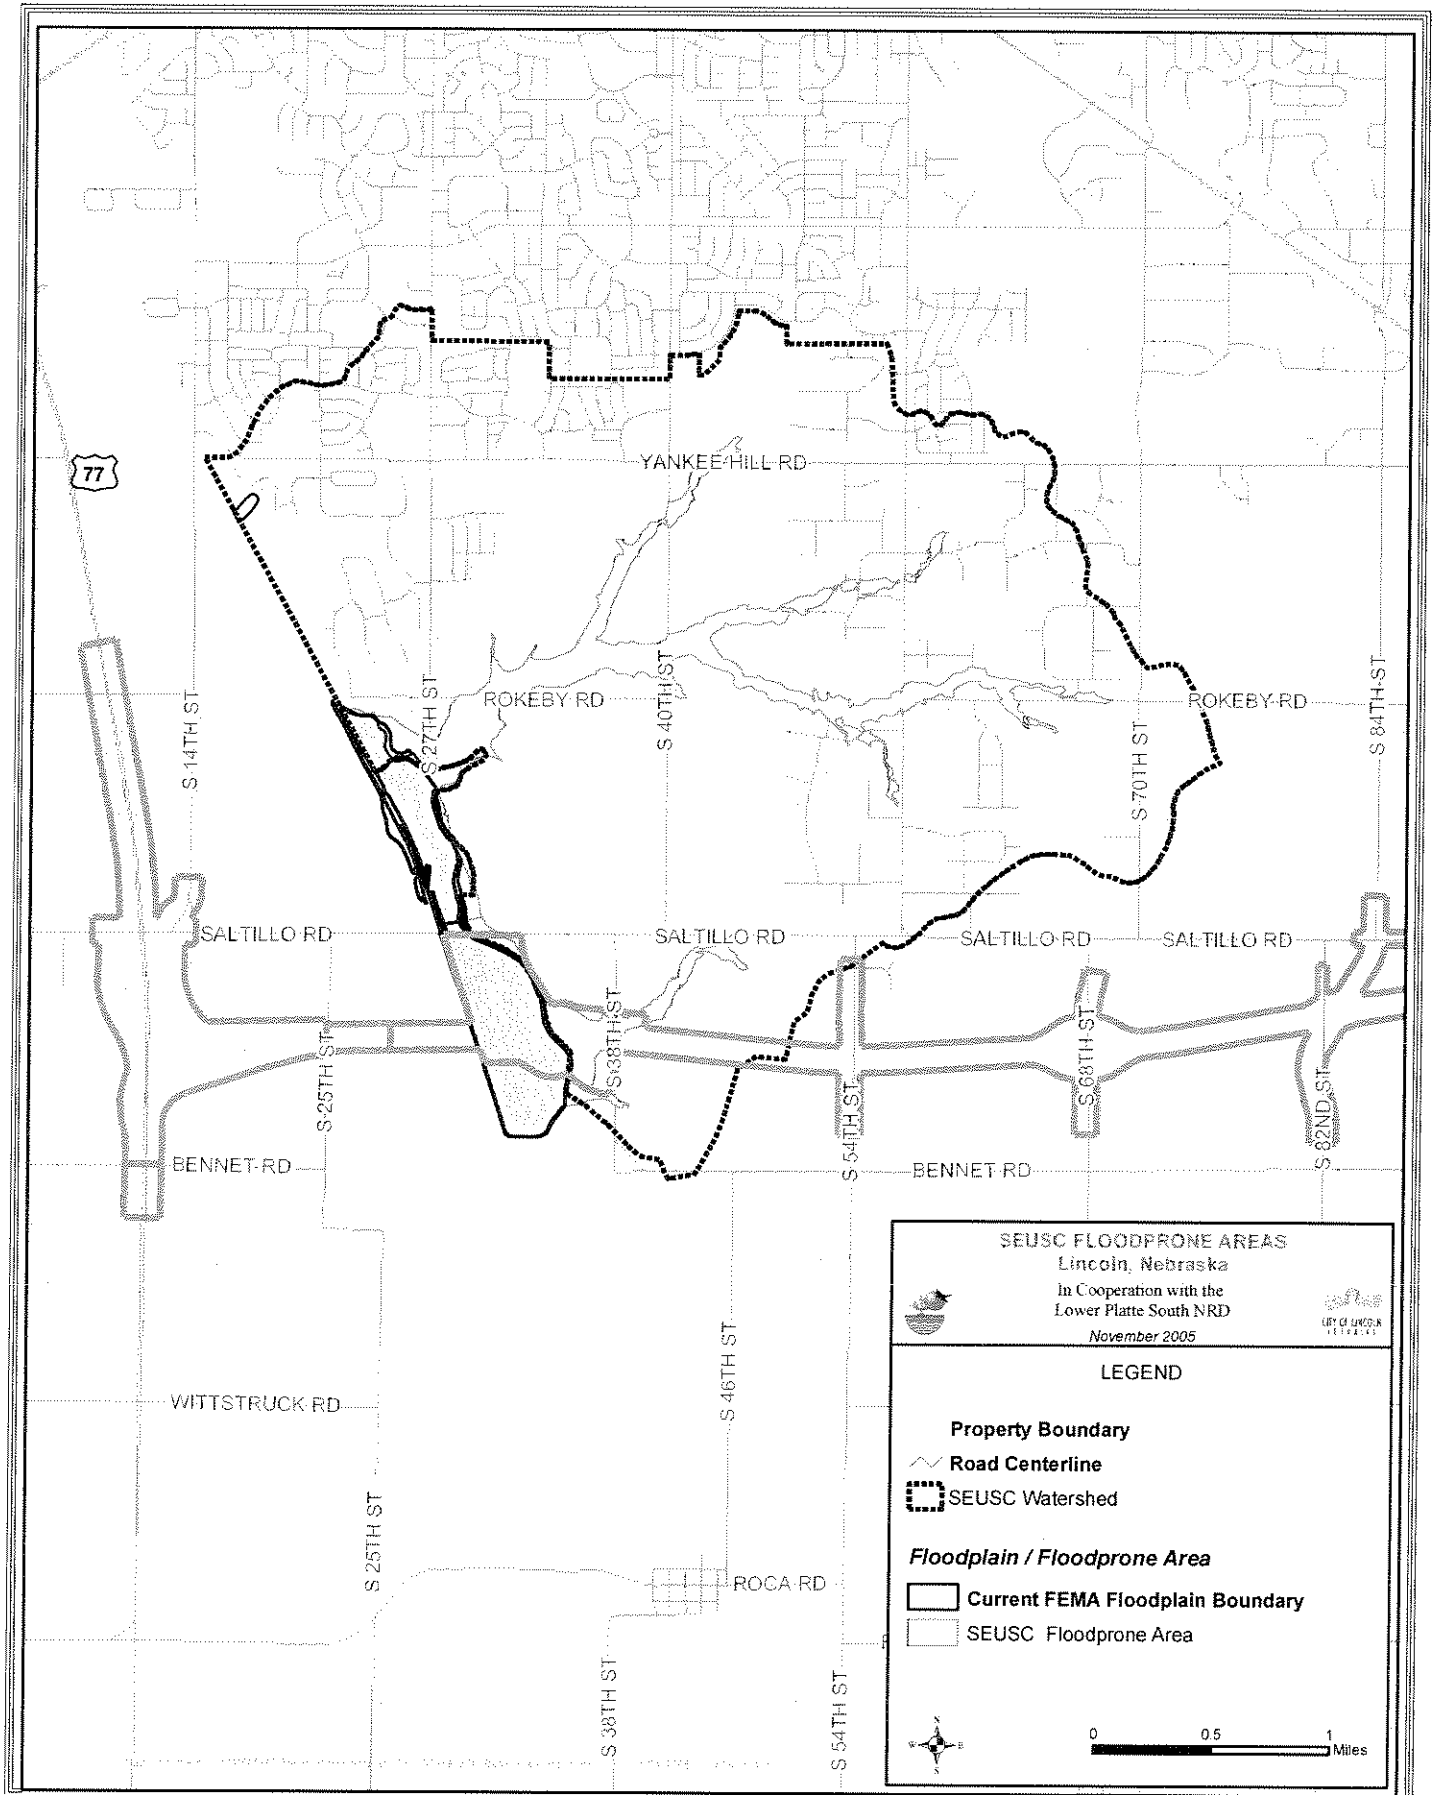 YANKEE HILL RD
77
S 14TH ST
S 27TH ST
ROKEBY RD
S 40TH ST
ROKEBY RD
S 70TH ST
S 84TH ST
SALTILLO RD
SALTILLO RD
SALTILLO RD
SALTILLO RD
S 25TH ST
S 38TH ST
S 54TH ST
S 68TH ST
S 82ND ST
BENNET RD
BENNET RD
WITTSTRUCK RD
S 46TH ST
S 25TH ST
ROCA RD
S 38TH ST
S 54TH ST
SEUSC FLOODPRONE AREAS
Lincoln, Nebraska
In Cooperation with the
Lower Platte South NRD
November 2005
CITY OF LINCOLN
NEBRASKA
LEGEND
Property Boundary
Road Centerline
SEUSC Watershed
Floodplain / Floodprone Area
Current FEMA Floodplain Boundary
SEUSC Floodprone Area
N
W E
S
0 0.5 1
Miles